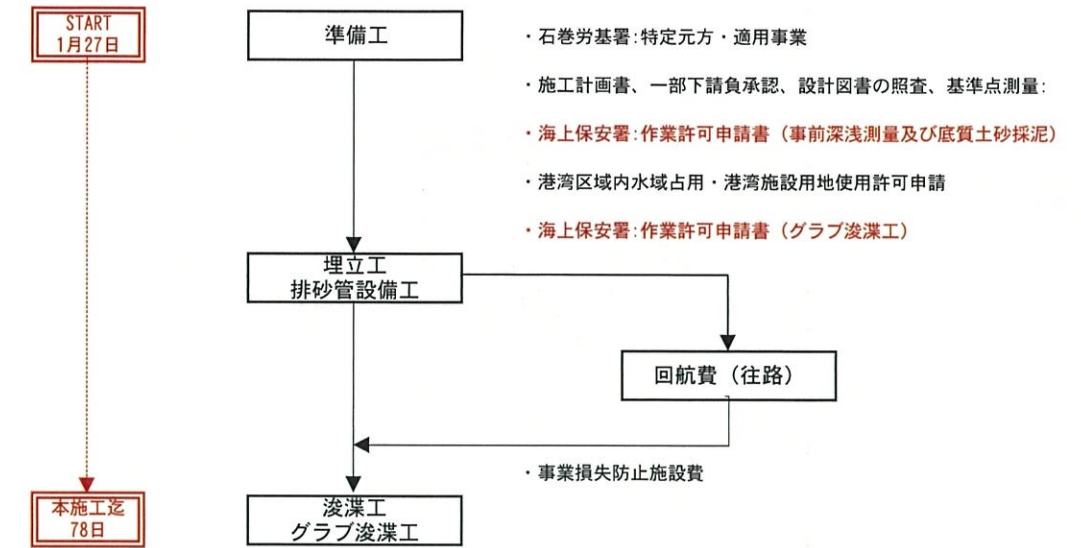 START
1月27日
準備工
・石巻労基署:特定元方・適用事業
・施工計画書、一部下請負承認、設計図書の照査、基準点測量:
・海上保安署:作業許可申請書（事前深浅測量及び底質土砂採泥）
・港湾区域内水域占用・港湾施設用地使用許可申請
・海上保安署:作業許可申請書（グラブ浚渫工）
埋立工
排砂管設備工
回航費（往路）
・事業損失防止施設費
本施工迄
78日
浚渫工
グラブ浚渫工